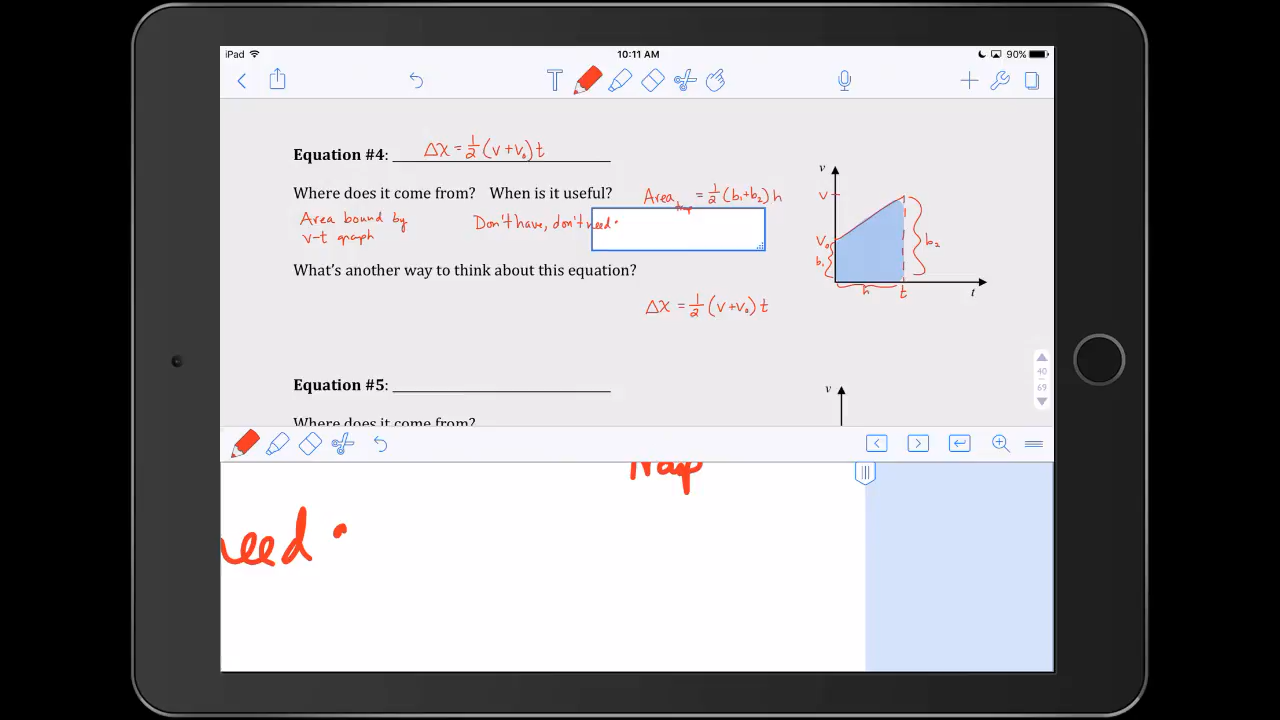 iPad 10:11 AM 90%
T
Equation #4: Δx = 1/2 (v+v₀) t
Where does it come from? When is it useful? Area trap = 1/2 (b₁+b₂) h
Area bound by Don't have, don't need
v-t graph
What's another way to think about this equation?
Δx = 1/2 (v+v₀) t
v
v
v₀
b₁
b₂
h t t
40
69
Equation #5:
v
Where does it come from?
trap
need